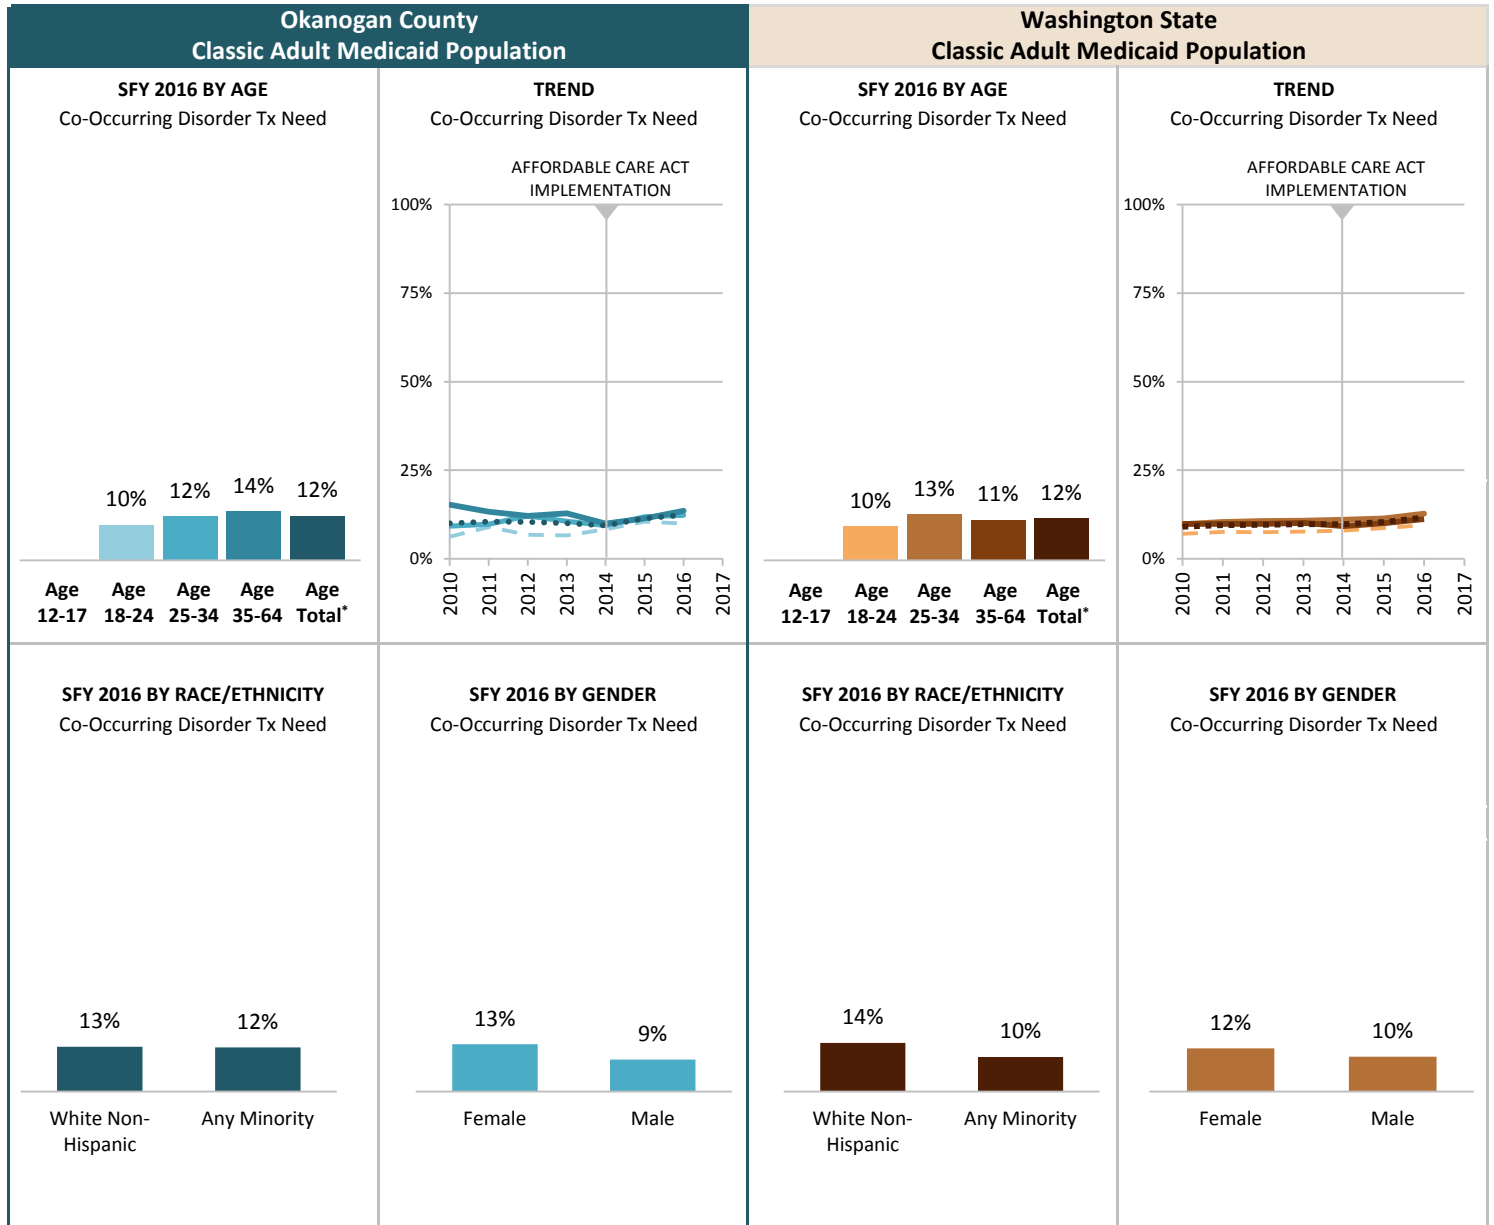 Okanogan County
Classic Adult Medicaid Population
Washington State
Classic Adult Medicaid Population
SFY 2016 BY AGE
Co-Occurring Disorder Tx Need
10%
12%
14%
12%
Age 12-17
Age 18-24
Age 25-34
Age 35-64
Age Total*
TREND
Co-Occurring Disorder Tx Need
AFFORDABLE CARE ACT
IMPLEMENTATION
100%
75%
50%
25%
0%
2010
2011
2012
2013
2014
2015
2016
2017
SFY 2016 BY AGE
Co-Occurring Disorder Tx Need
10%
13%
11%
12%
Age 12-17
Age 18-24
Age 25-34
Age 35-64
Age Total*
TREND
Co-Occurring Disorder Tx Need
AFFORDABLE CARE ACT
IMPLEMENTATION
100%
75%
50%
25%
0%
2010
2011
2012
2013
2014
2015
2016
2017
SFY 2016 BY RACE/ETHNICITY
Co-Occurring Disorder Tx Need
13%
12%
White Non-
Hispanic
Any Minority
SFY 2016 BY GENDER
Co-Occurring Disorder Tx Need
13%
9%
Female
Male
SFY 2016 BY RACE/ETHNICITY
Co-Occurring Disorder Tx Need
14%
10%
White Non-
Hispanic
Any Minority
SFY 2016 BY GENDER
Co-Occurring Disorder Tx Need
12%
10%
Female
Male